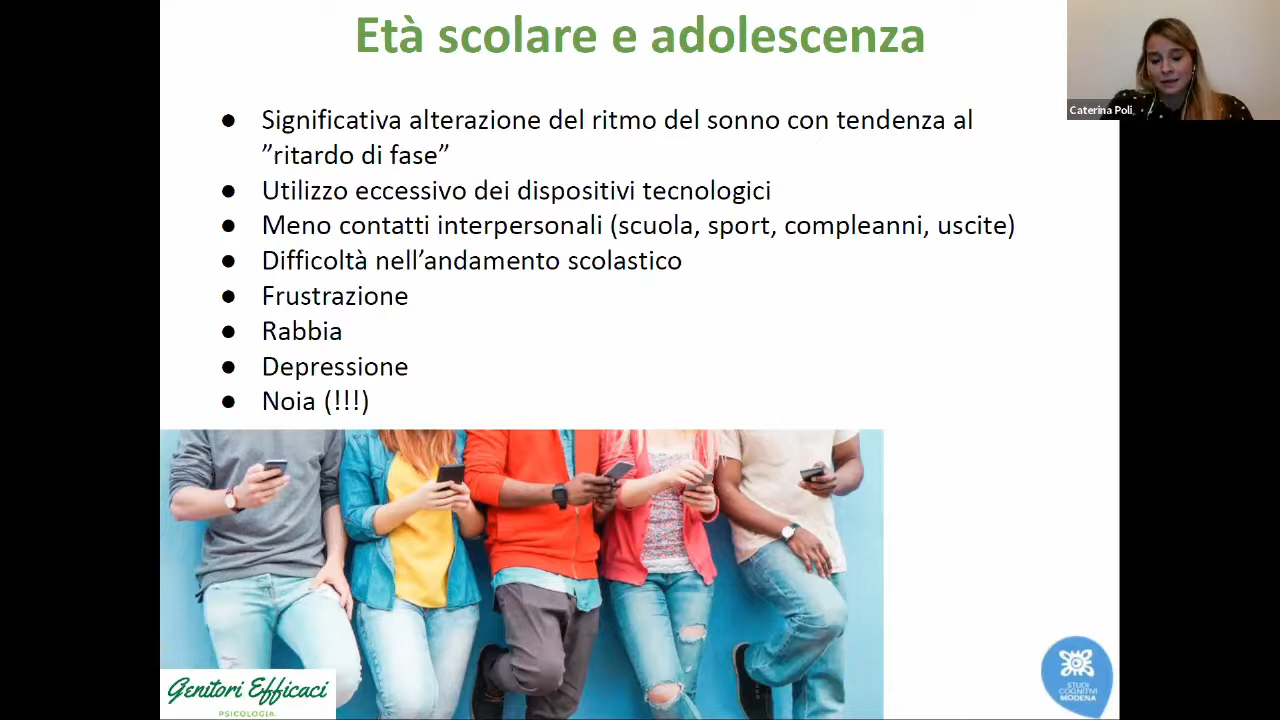 Età scolare e adolescenza
Caterina Poli
● Significativa alterazione del ritmo del sonno con tendenza al
”ritardo di fase”
● Utilizzo eccessivo dei dispositivi tecnologici
● Meno contatti interpersonali (scuola, sport, compleanni, uscite)
● Difficoltà nell’andamento scolastico
● Frustrazione
● Rabbia
● Depressione
● Noia (!!!)
Genitori Efficaci
PSICOLOGIA
STUDI
COGNITIVI
MODENA